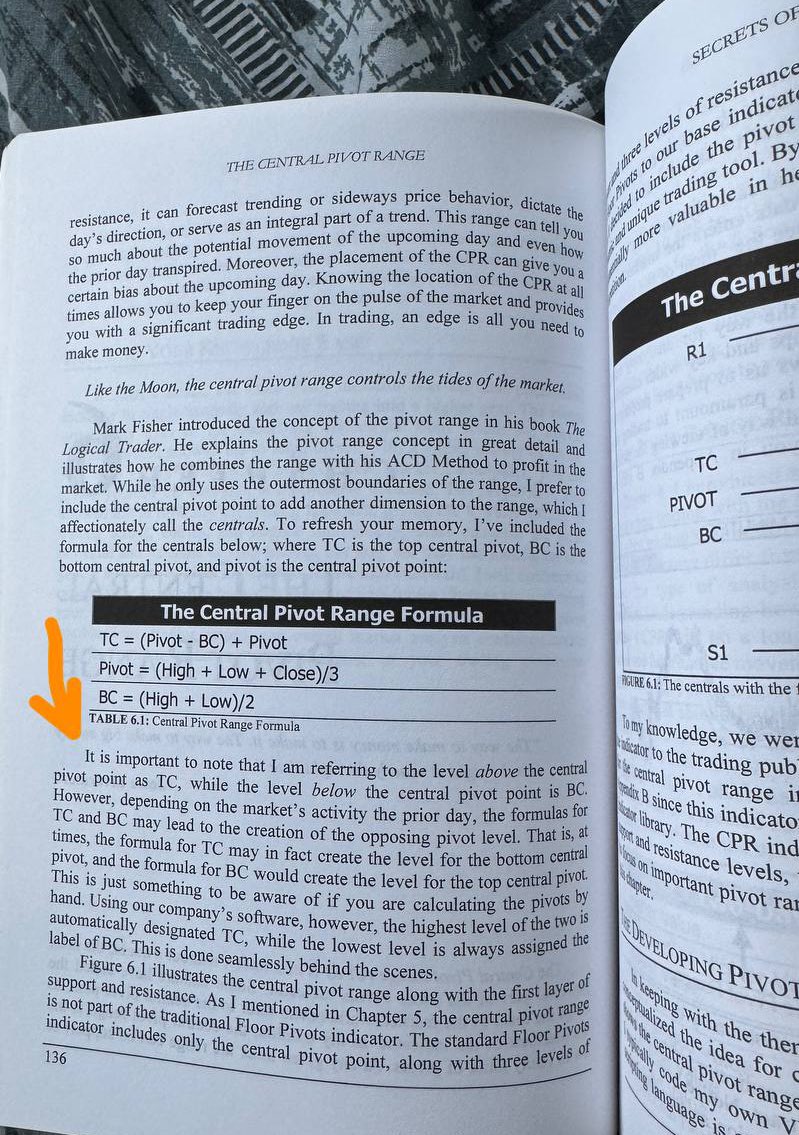 THE CENTRAL PIVOT RANGE
resistance, it can forecast trending or sideways price behavior, dictate the
day's direction, or serve as an integral part of a trend. This range can tell you
so much about the potential movement of the upcoming day and even how
the prior day transpired. Moreover, the placement of the CPR can give you a
certain bias about the upcoming day. Knowing the location of the CPR at all
times allows you to keep your finger on the pulse of the market and provides
you with a significant trading edge. In trading, an edge is all you need to
make money.
Like the Moon, the central pivot range controls the tides of the market.
Mark Fisher introduced the concept of the pivot range in his book The
Logical Trader. He explains the pivot range concept in great detail and
illustrates how he combines the range with his ACD Method to profit in the
market. While he only uses the outermost boundaries of the range, I prefer to
include the central pivot point to add another dimension to the range, which I
affectionately call the centrals. To refresh your memory, I've included the
formula for the centrals below; where TC is the top central pivot, BC is the
bottom central pivot, and pivot is the central pivot point:
The Central Pivot Range Formula
TC = (Pivot - BC) + Pivot
Pivot = (High + Low + Close)/3
BC = (High + Low)/2
TABLE 6.1: Central Pivot Range Formula
It is important to note that I am referring to the level above the central
pivot point as TC, while the level below the central pivot point is BC.
However, depending on the market's activity the prior day, the formulas for
TC and BC may lead to the creation of the opposing pivot level. That is, at
times, the formula for TC may in fact create the level for the bottom central
pivot, and the formula for BC would create the level for the top central pivot.
This is just something to be aware of if you are calculating the pivots by
hand. Using our company's software, however, the highest level of the two is
automatically designated TC, while the lowest level is always assigned the
label of BC. This is done seamlessly behind the scenes.
Figure 6.1 illustrates the central pivot range along with the first layer of
support and resistance. As I mentioned in Chapter 5, the central pivot range
is not part of the traditional Floor Pivots indicator. The standard Floor Pivots
indicator includes only the central pivot point, along with three levels of
136
SECRETS OF
three levels of resistance
Pivots to our base indicat
to include the pivot
and unique trading tool. By
more valuable in he
The Centra
R1
TC
PIVOT
BC
S1
FIGURE 6.1: The centrals with the
To my knowledge, we wer
indicator to the trading pub
the central pivot range i
B since this indicato
library. The CPR ind
and resistance levels,
on important pivot ra
chapter.
THE DEVELOPING PIVOT
In keeping with the the
the idea for
the central pivot range
typically code my own V
language is